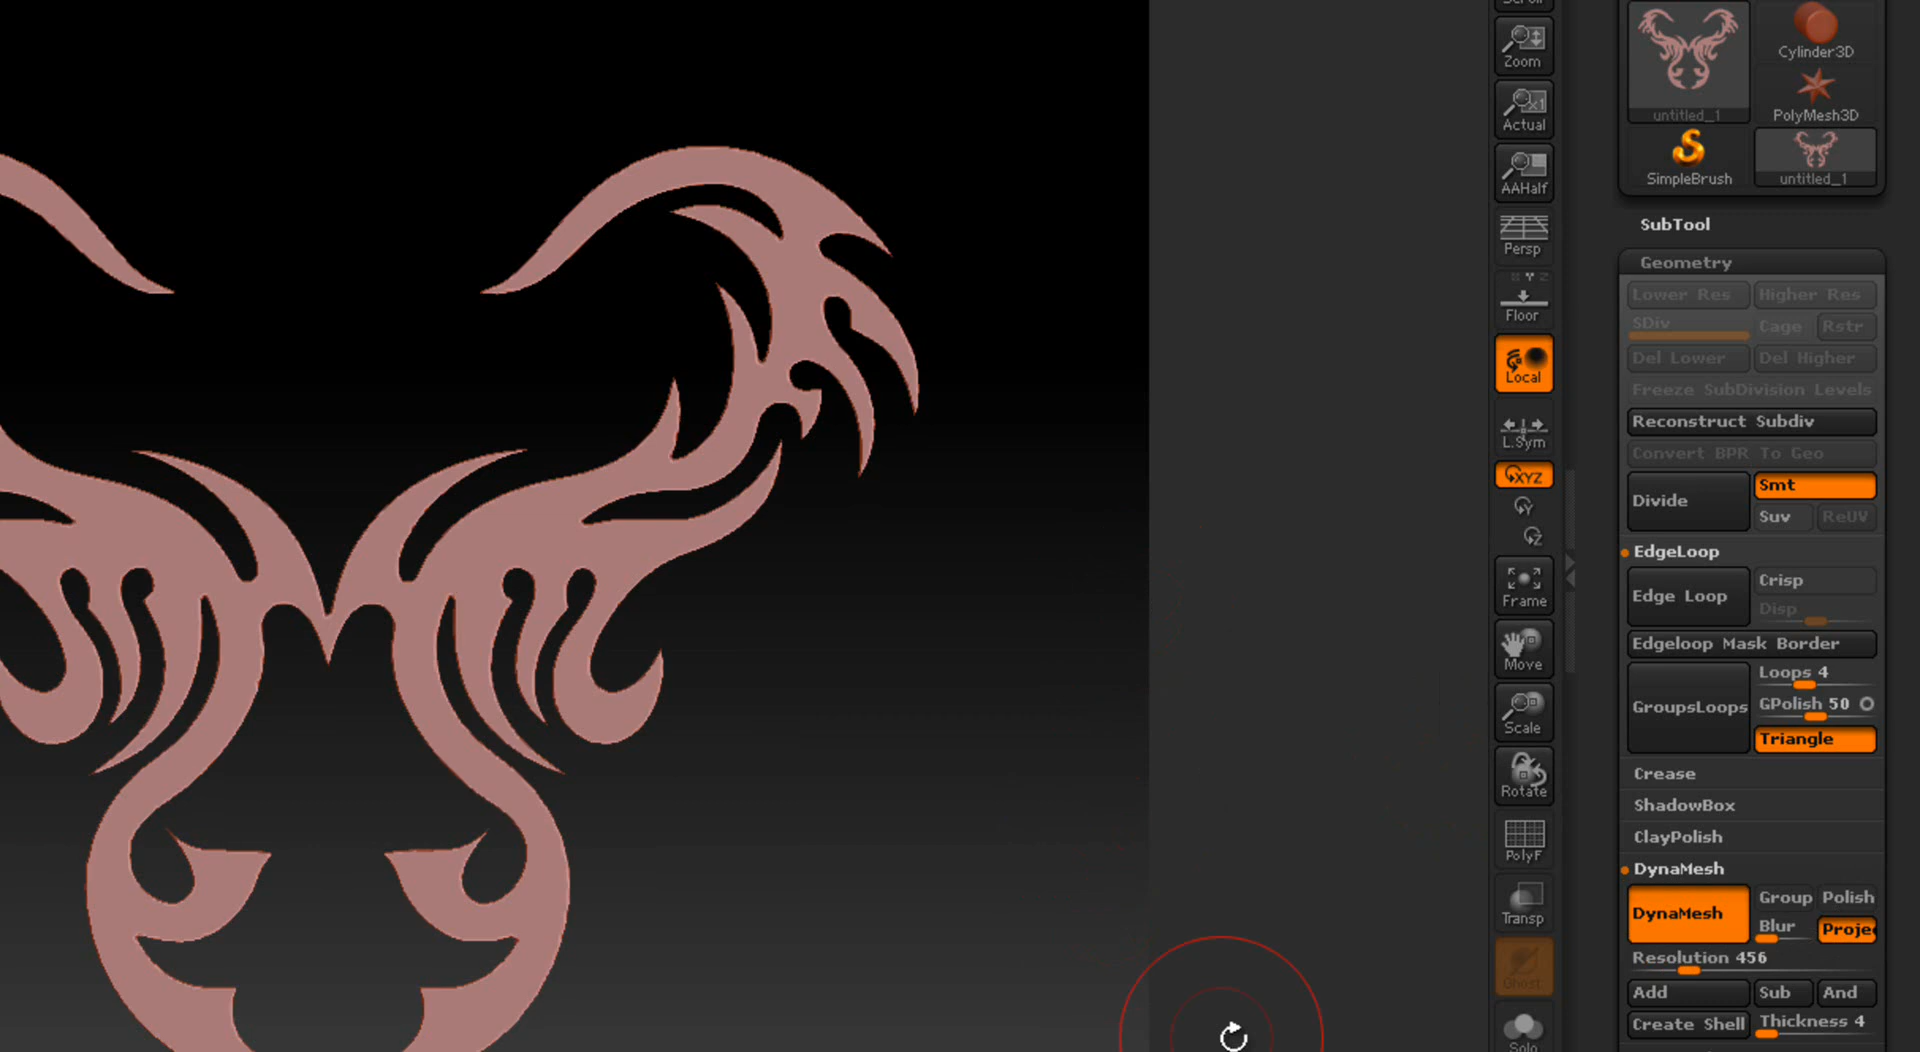 Scroll
Zoom
Actual
AAHalf
Persp
Floor
Local
L.Sym
XYZ
Y
Z
Frame
Move
Scale
Rotate
PolyF
Transp
Ghost
Solo
untitled_1
Cylinder3D
PolyMesh3D
SimpleBrush
untitled_1
SubTool
Geometry
Lower Res Higher Res
SDiv Cage Rstr
Del Lower Del Higher
Freeze SubDivision Levels
Reconstruct Subdiv
Convert BPR To Geo
Divide Smt
Suv ReUV
EdgeLoop
Edge Loop Crisp
Disp
Edgeloop Mask Border
GroupsLoops Loops 4
GPolish 50
Triangle
Crease
ShadowBox
ClayPolish
DynaMesh
DynaMesh Group Polish
Blur Projec
Resolution 456
Add Sub And
Create Shell Thickness 4